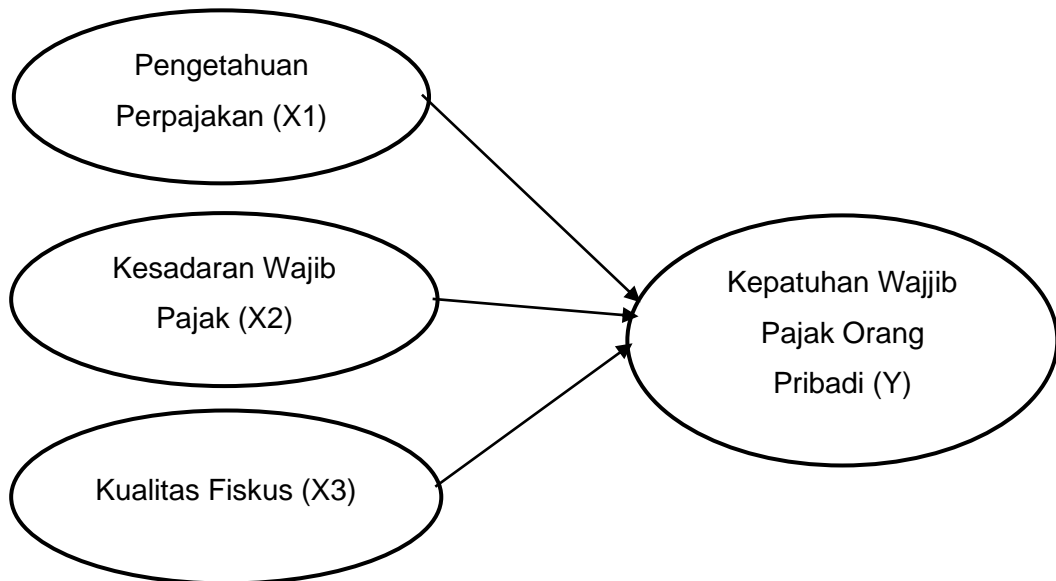 Pengetahuan
Perpajakan (X1)
Kesadaran Wajib
Pajak (X2)
Kualitas Fiskus (X3)
Kepatuhan Wajjib
Pajak Orang
Pribadi (Y)